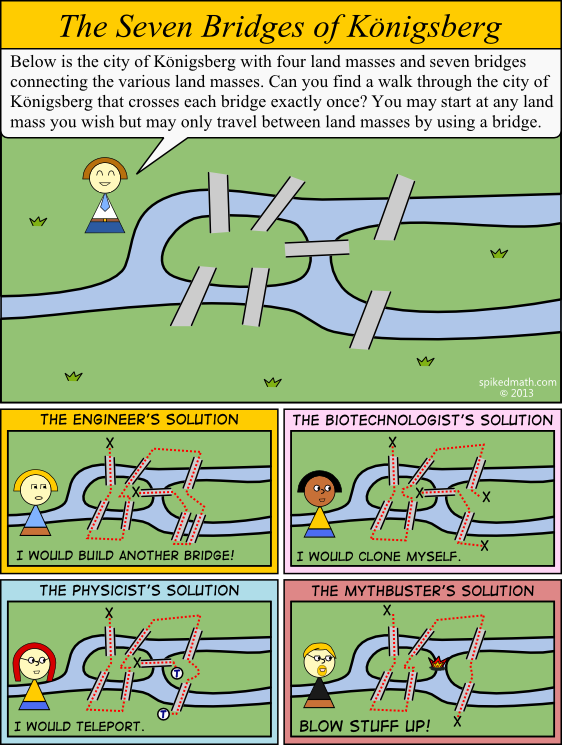 The Seven Bridges of Königsberg
Below is the city of Königsberg with four land masses and seven bridges
connecting the various land masses. Can you find a walk through the city of
Königsberg that crosses each bridge exactly once? You may start at any land
mass you wish but may only travel between land masses by using a bridge.
spikedmath.com
© 2013
THE ENGINEER'S SOLUTION
X
X
I WOULD BUILD ANOTHER BRIDGE!
THE BIOTECHNOLOGIST'S SOLUTION
X
X
X
X
I WOULD CLONE MYSELF.
THE PHYSICIST'S SOLUTION
X
X
T
T
I WOULD TELEPORT.
THE MYTHBUSTER'S SOLUTION
X
X
BLOW STUFF UP!